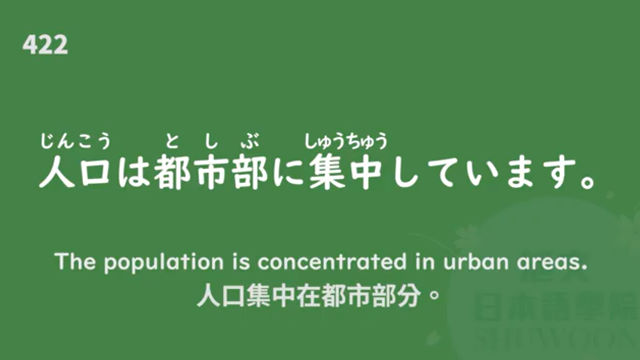 422
じんこう としぶ しゅうちゅう
人口は都市部に集中しています。
The population is concentrated in urban areas.
人口集中在都市部分。
日本語學院
SHUWOON